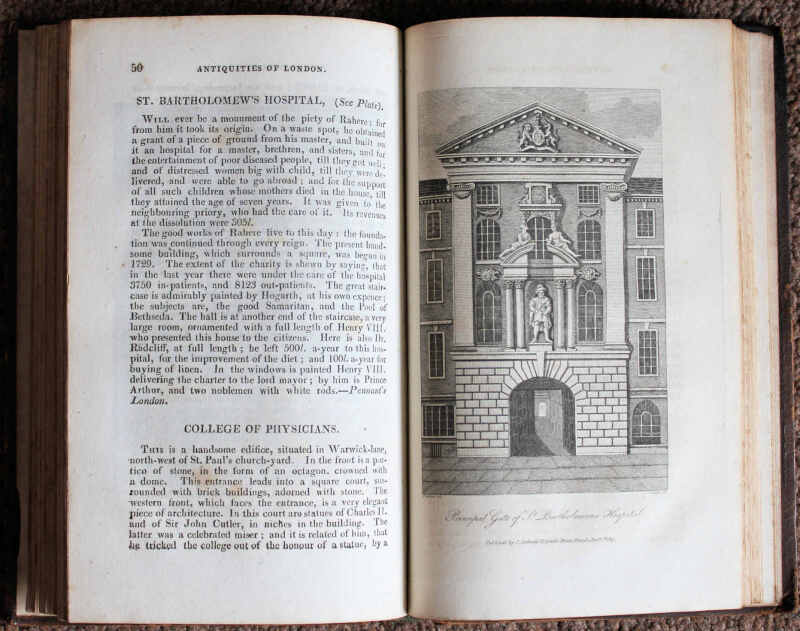 50
ANTIQUITIES OF LONDON.
ST. BARTHOLOMEW'S HOSPITAL, (See Plate).
WILL ever be a monument of the piety of Rahere; for
from him it took its origin. On a waste spot, he obtained
a grant of a piece of ground from his master, and built on
it an hospital for a master, brethren, and sisters, and for
the entertainment of poor diseased people, till they got well;
and of distressed women big with child, till they were de-
livered, and were able to go abroad; and for the support
of all such children whose mothers died in the house, till
they attained the age of seven years. It was given to the
neighbouring priory, who had the care of it. Its revenues
at the dissolution were 305l.
The good works of Rahere live to this day: the founda-
tion was continued through every reign. The present hand-
some building, which surrounds a square, was begun in
1729. The extent of the charity is shewn by saying, that
in the last year there were under the care of the hospital
3750 in-patients, and 8123 out-patients. The great stair-
case is admirably painted by Hogarth, at his own expence;
the subjects are, the good Samaritan, and the Pool of
Bethseda. The hall is at another end of the staircase, a very
large room, ornamented with a full length of Henry VIII.
who presented this house to the citizens. Here is also Dr.
Radcliff, at full length; he left 500l. a-year to this hos-
pital, for the improvement of the diet; and 100l. a-year for
buying of linen. In the windows is painted Henry VIII.
delivering the charter to the lord mayor; by him is Prince
Arthur, and two noblemen with white rods.—Pennant's
London.
COLLEGE OF PHYSICIANS.
THIS is a handsome edifice, situated in Warwick-lane,
north-west of St. Paul's church-yard. In the front is a por-
tico of stone, in the form of an octagon, crowned with
a dome. This entrance leads into a square court, sur-
rounded with brick buildings, adorned with stone. The
western front, which faces the entrance, is a very elegant
piece of architecture. In this court are statues of Charles II.
and of Sir John Cutler, in niches in the building. The
latter was a celebrated miser; and it is related of him, that
he tricked the college out of the honour of a statue, by a
Principal Gate of St. Bartholomews Hospital